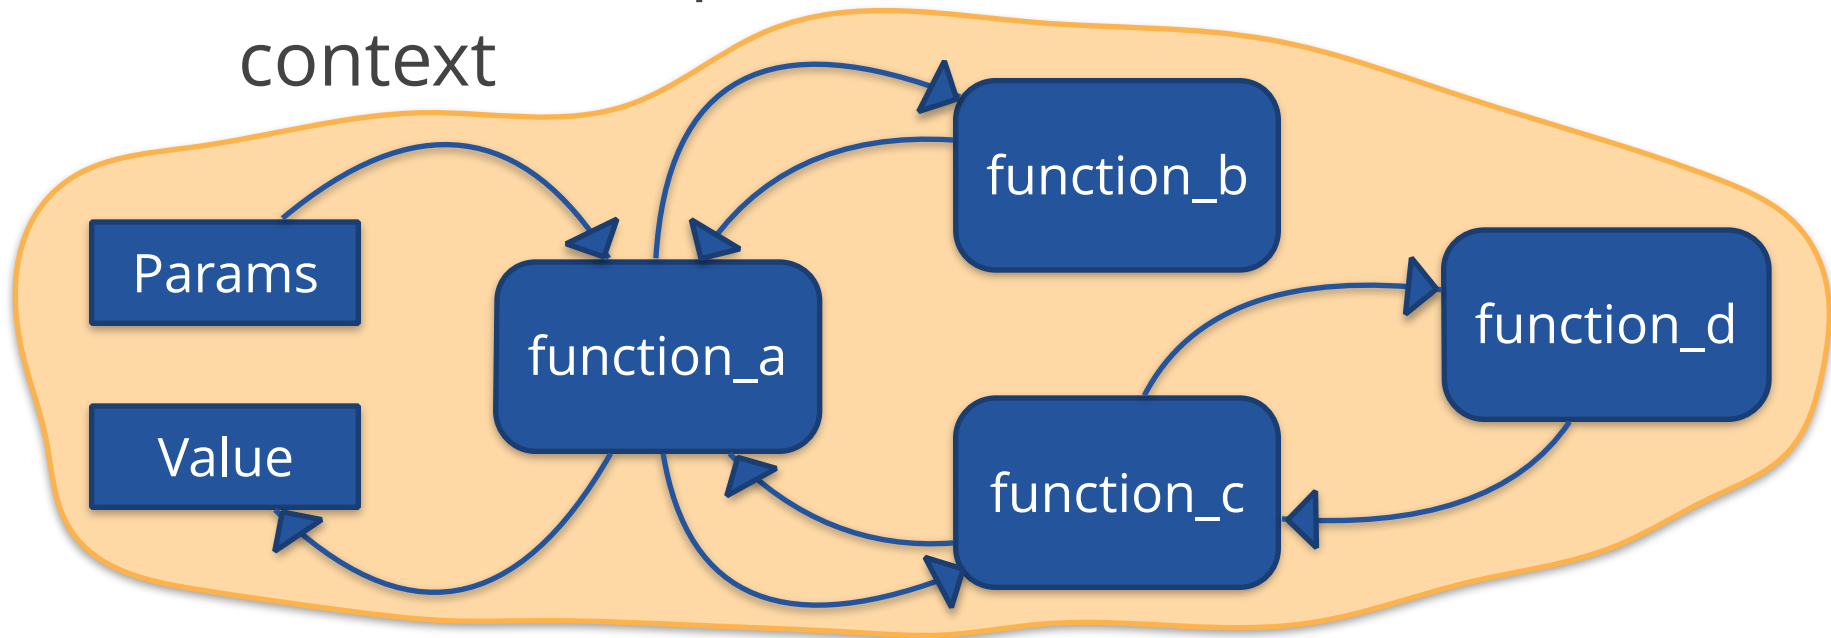 context
function_b
Params
function_d
function_a
Value
function_c